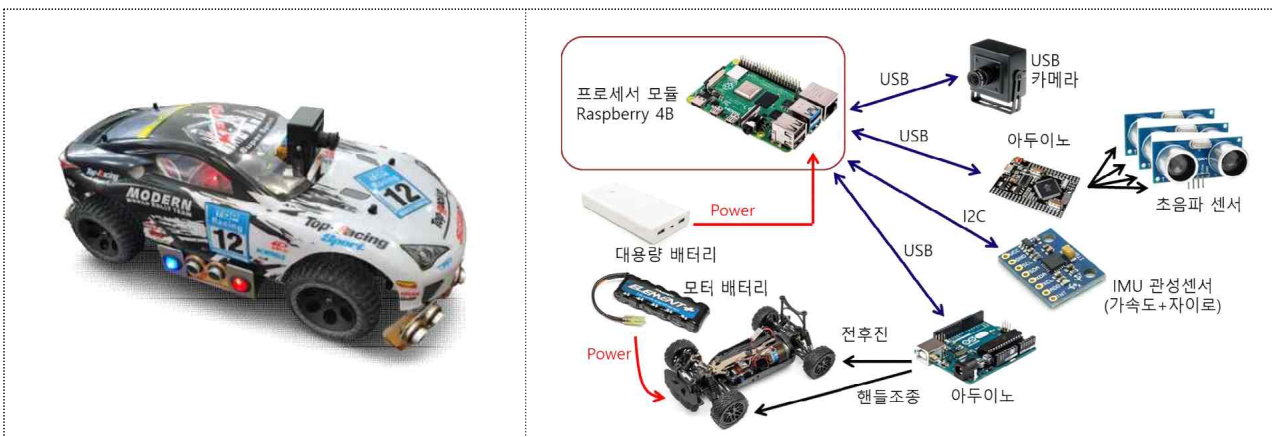 MODERN
12
Top-Racing
Sport
Racing
12
프로세서 모듈
Raspberry 4B
USB
USB
카메라
USB
아두이노
초음파 센서
I2C
USB
IMU 관성센서
(가속도+자이로)
Power
대용량 배터리
모터 배터리
ELEMENT
Power
전후진
핸들조종
아두이노